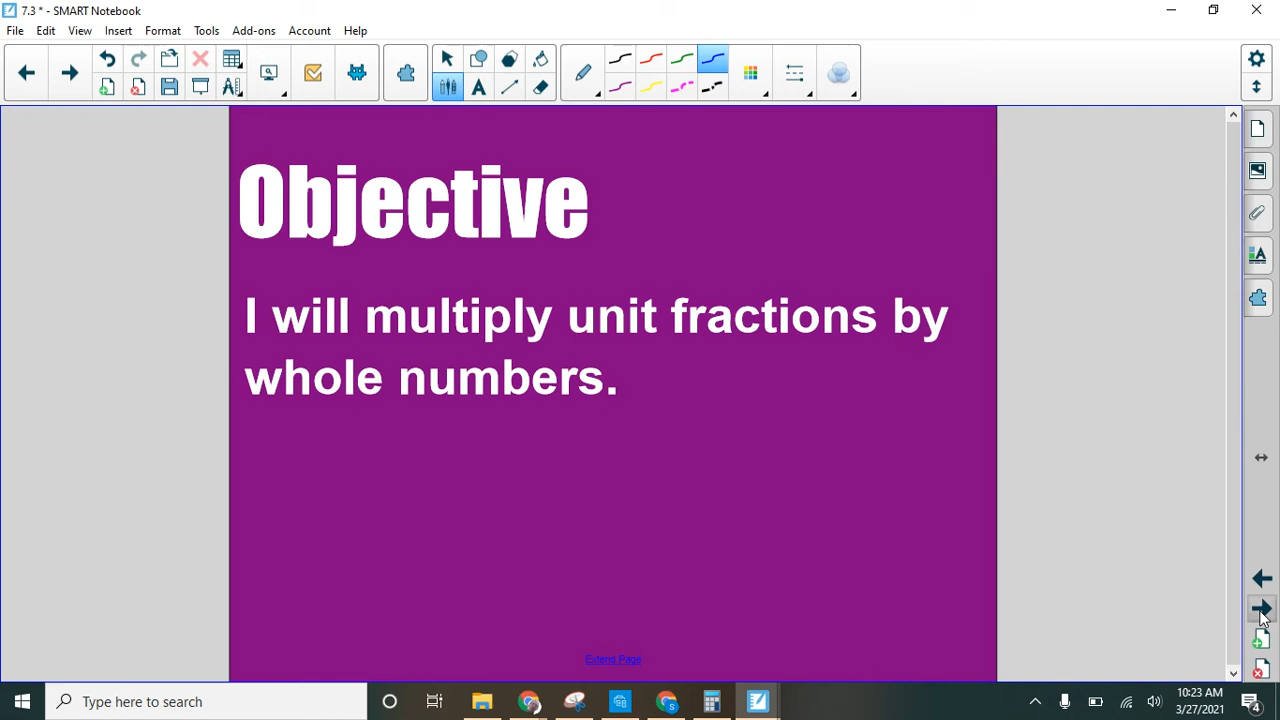 7.3 * - SMART Notebook
File Edit View Insert Format Tools Add-ons Account Help
Objective
I will multiply unit fractions by
whole numbers.
Extend Page
Type here to search
10:23 AM
3/27/2021
4